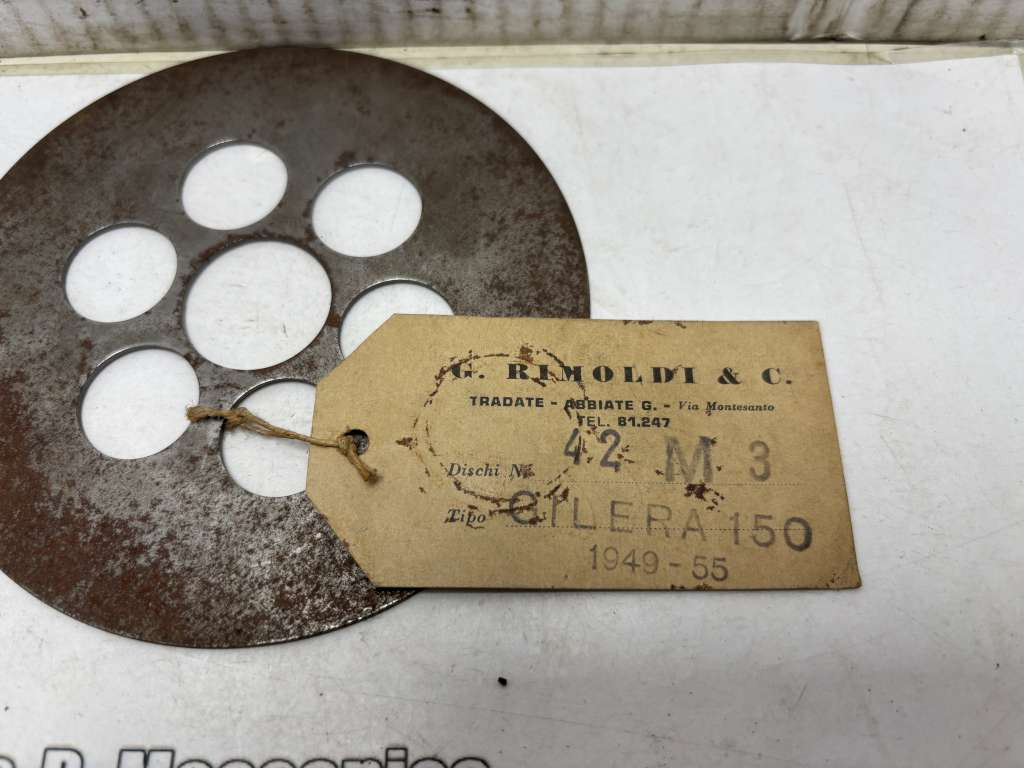 G. RIMOLDI & C.
TRADATE - ABBIATE G. - Via Montesanto
TEL. 81.247
Dischi N. 42 M 3
Tipo GILERA 150
1949 - 55